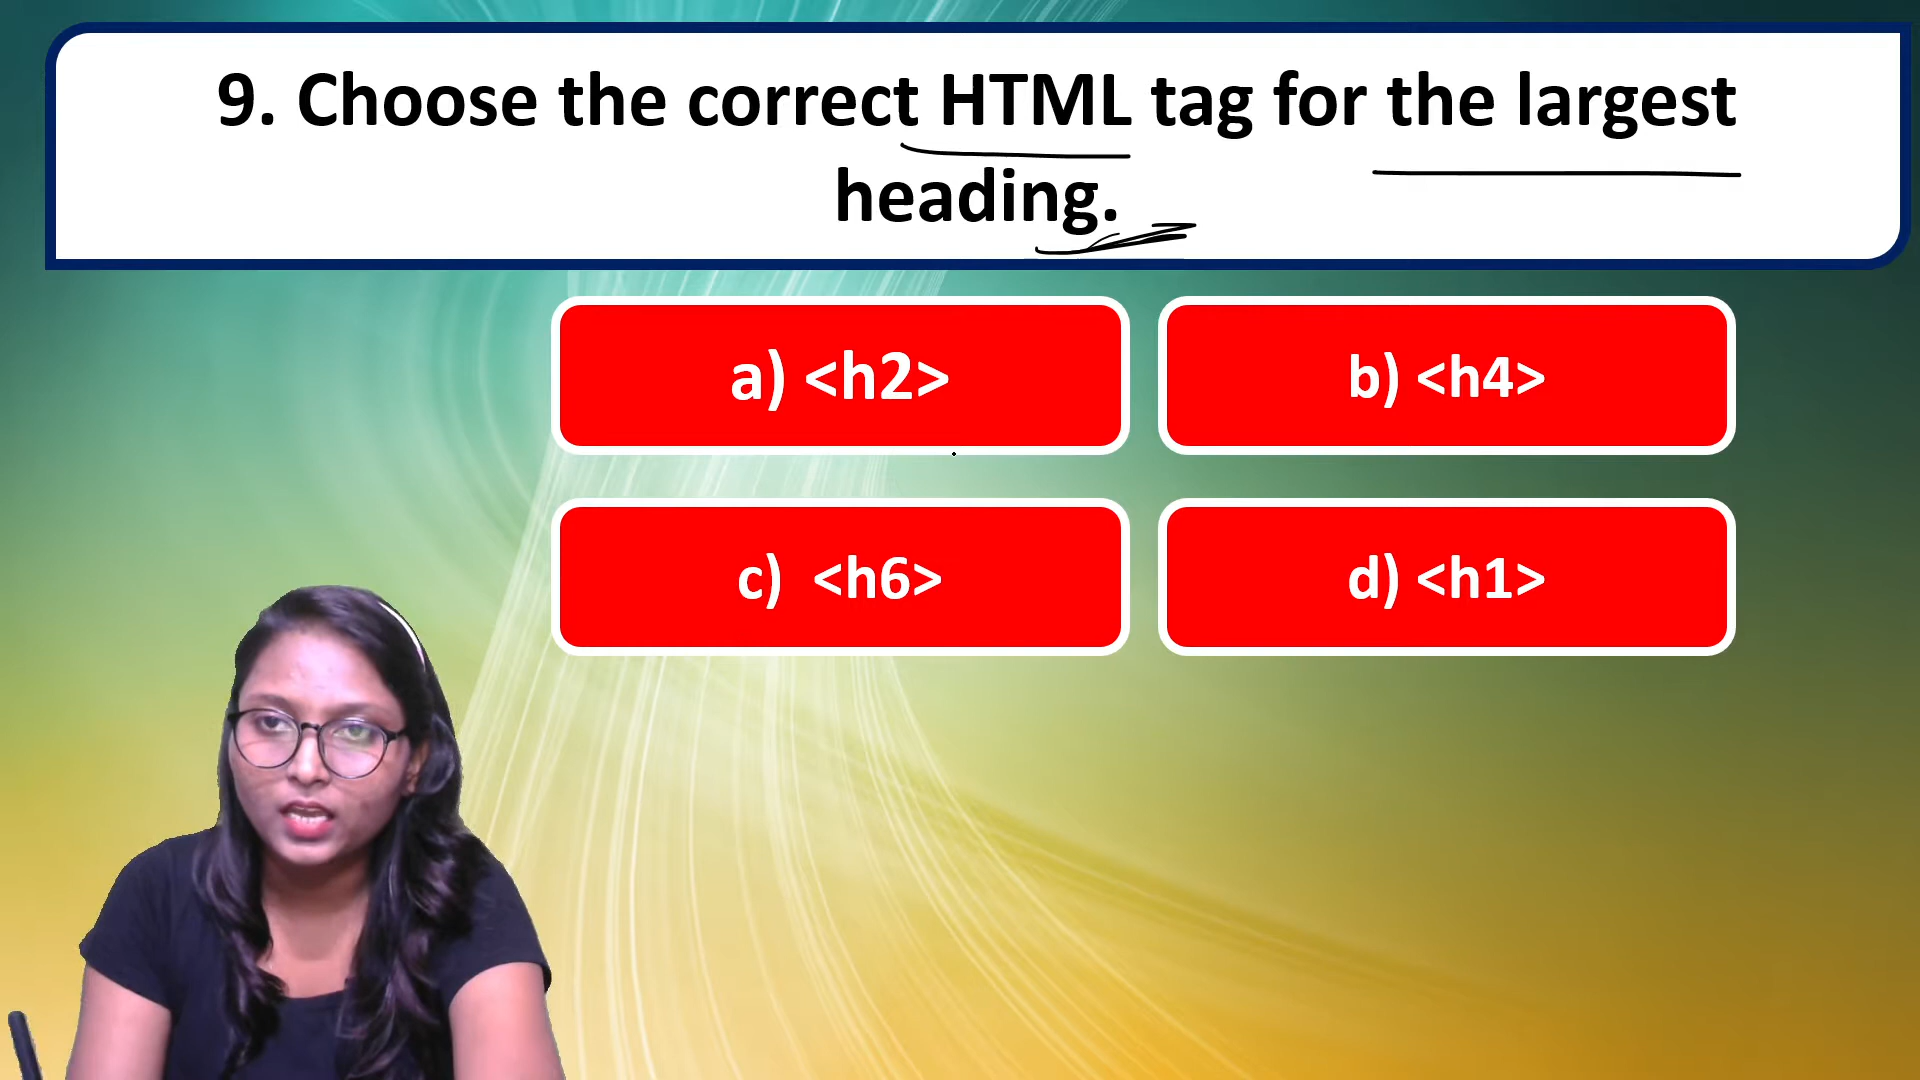 9. Choose the correct HTML tag for the largest
heading.
a) <h2>
b) <h4>
c) <h6>
d) <h1>